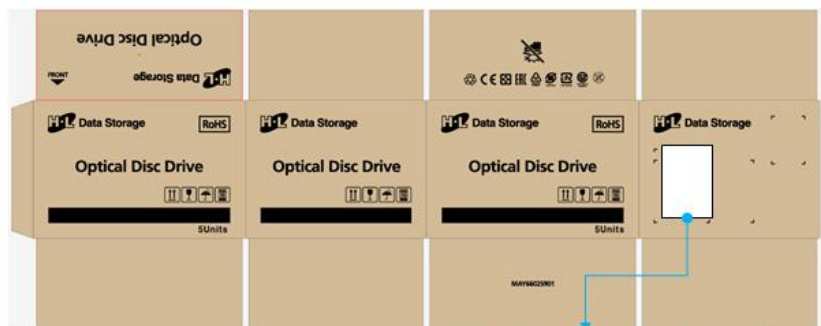 Optical Disc Drive
H·L Data Storage
FRONT
H·L Data Storage
RoHS
Optical Disc Drive
5Units
H·L Data Storage
Optical Disc Drive
H·L Data Storage
RoHS
Optical Disc Drive
5Units
H·L Data Storage
MAY66025901